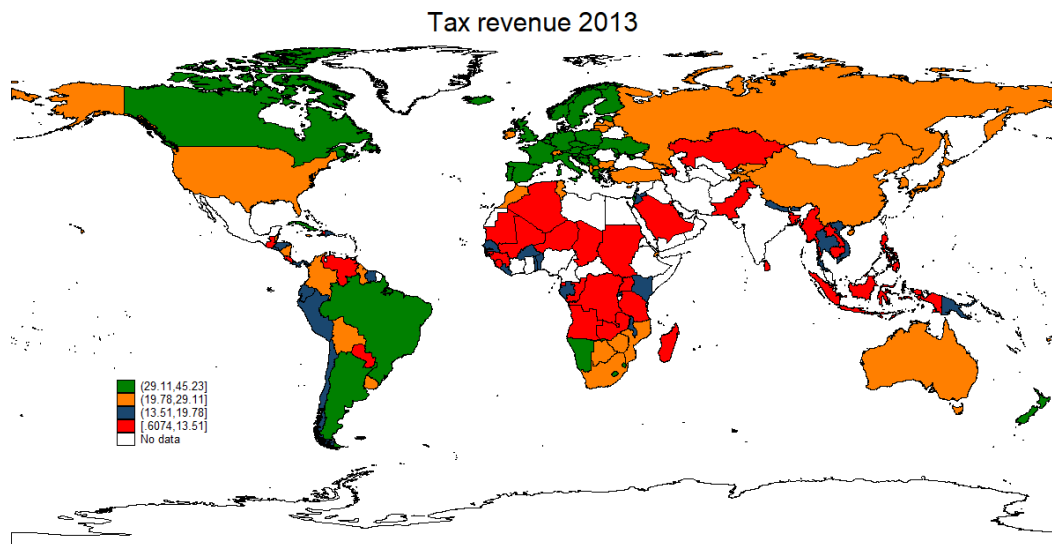 Tax revenue 2013
(29.11,45.23]
(19.78,29.11]
(13.51,19.78]
[.6074,13.51]
No data